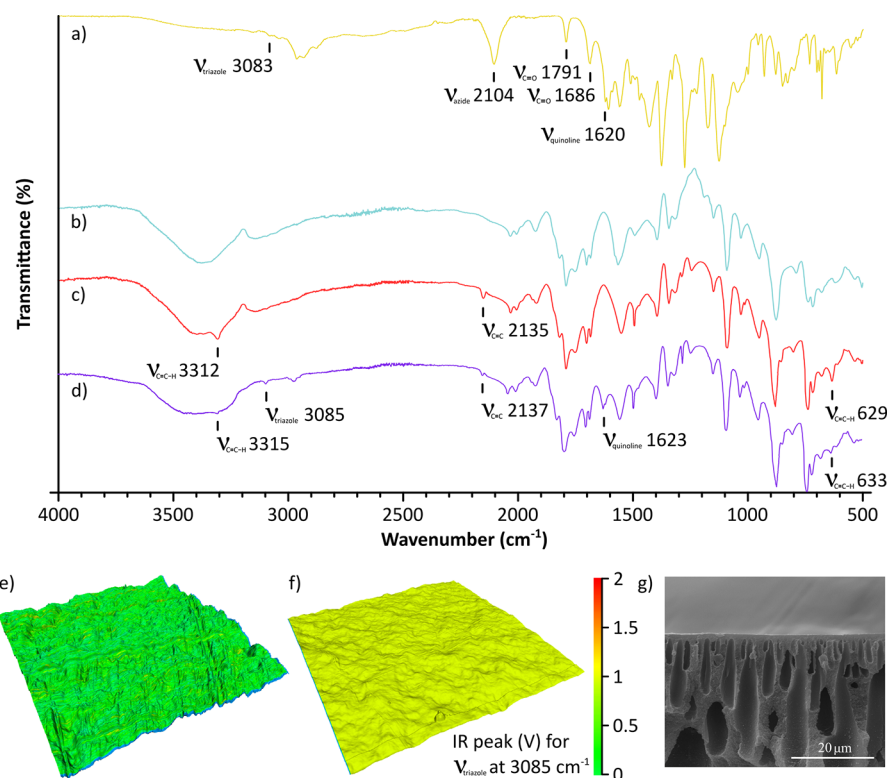 a)
ν triazole 3083
ν azide 2104
ν C=O 1791
ν C=O 1686
ν quinoline 1620
b)
c)
ν C≡C 2135
ν C≡C−H 3312
d)
ν triazole 3085
ν C≡C 2137
ν C≡C−H 629
ν C≡C−H 3315
ν quinoline 1623
ν C≡C−H 633
Transmittance (%)
4000 3500 3000 2500 2000 1500 1000 500
Wavenumber (cm⁻¹)
e)
f)
2
1.5
1
0.5
0
IR peak (V) for
ν triazole at 3085 cm⁻¹
g)
20 μm